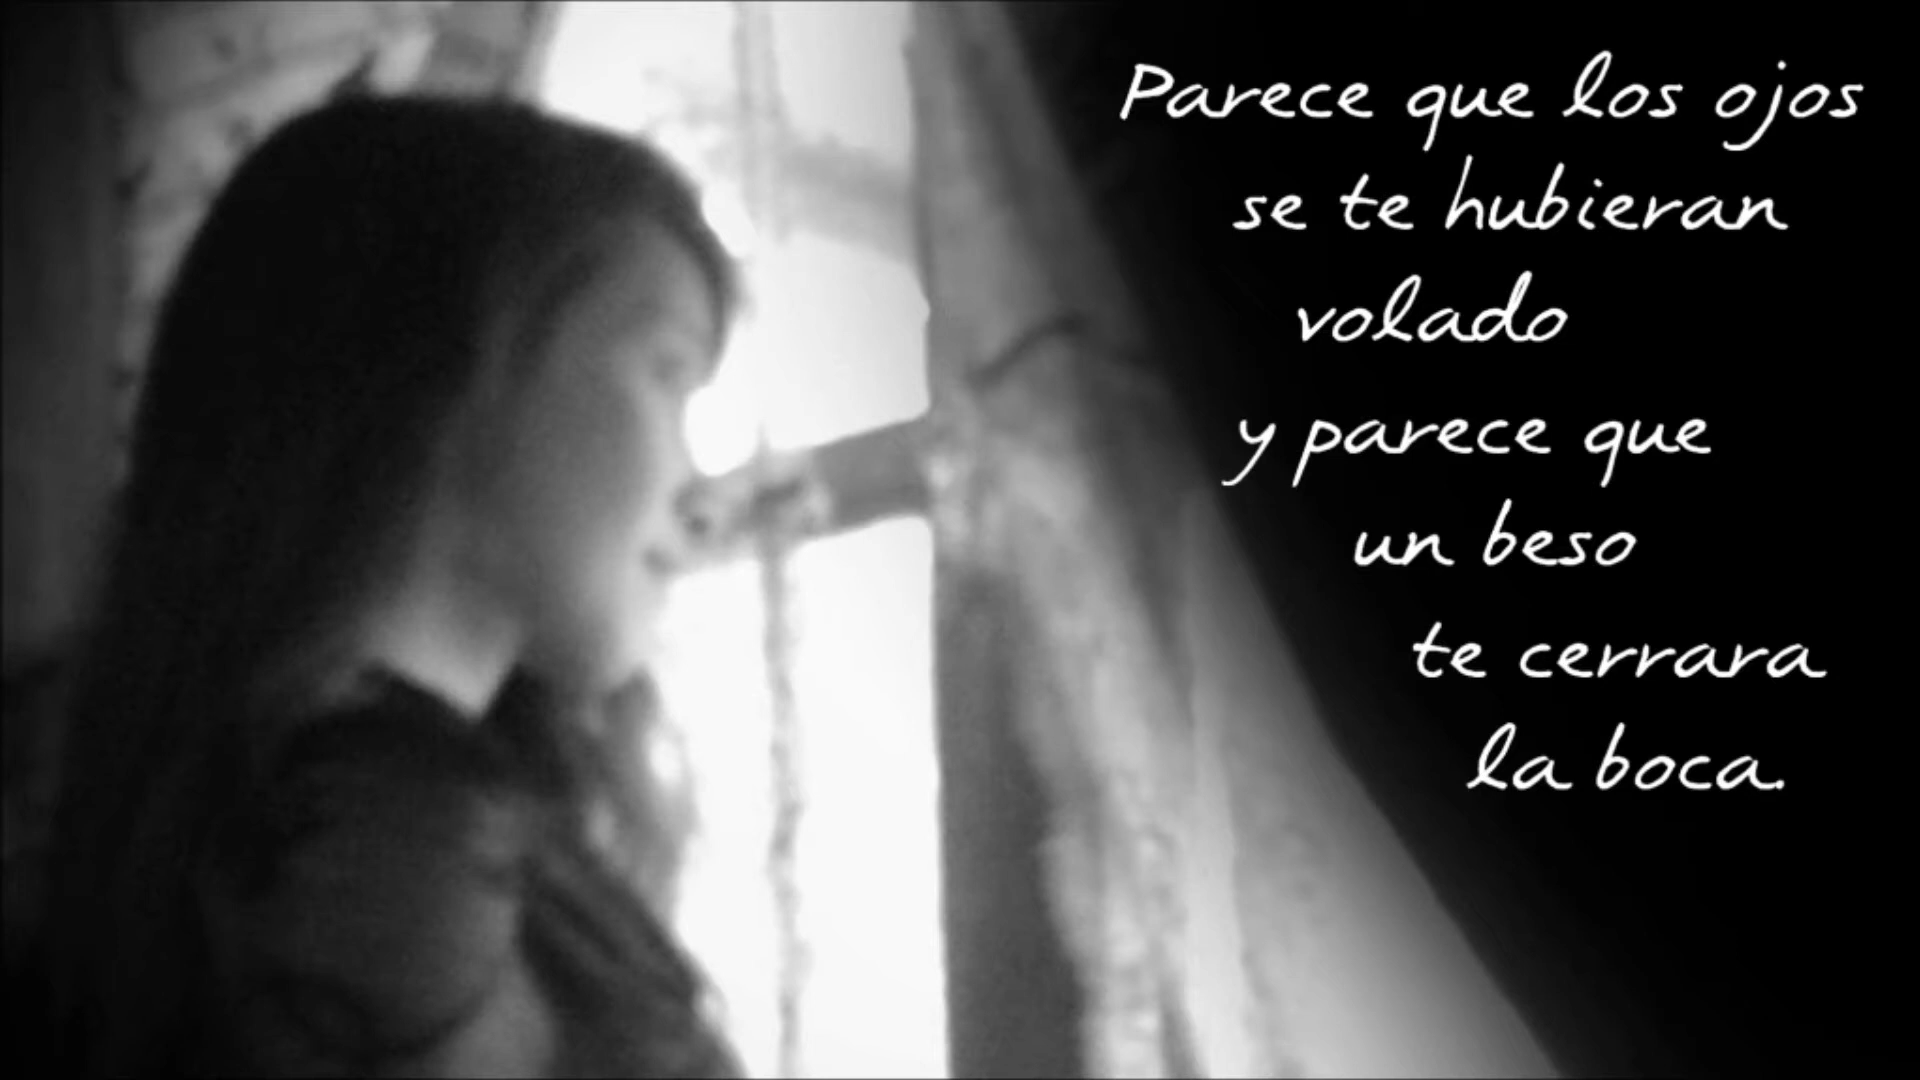 Parece que los ojos
se te hubieran
volado
y parece que
un beso
te cerrara
la boca.